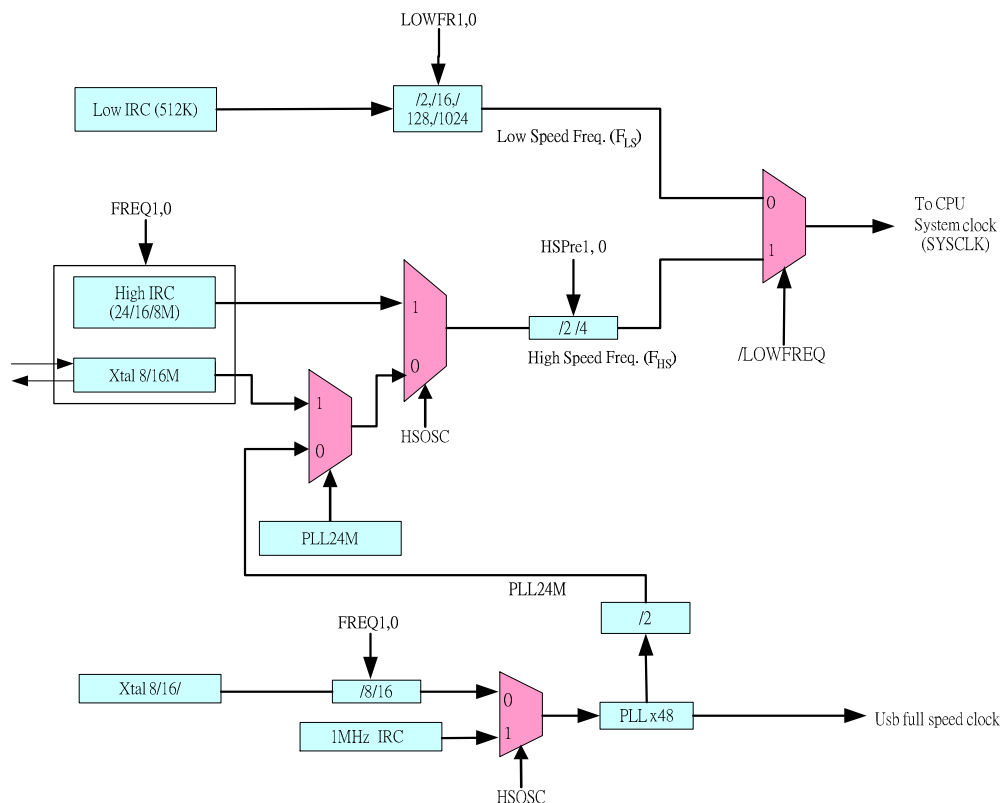 LOWFR1,0
Low IRC (512K)
/2,/16,/
128,/1024
Low Speed Freq. (FLS)
FREQ1,0
High IRC
(24/16/8M)
Xtal 8/16M
1
0
HSOSC
1
0
PLL24M
HSPre1, 0
/2 /4
High Speed Freq. (FHS)
0
1
/LOWFREQ
To CPU
System clock
(SYSCLK)
PLL24M
/2
FREQ1,0
Xtal 8/16/
/8/16
1MHz IRC
0
1
HSOSC
PLL x48
Usb full speed clock